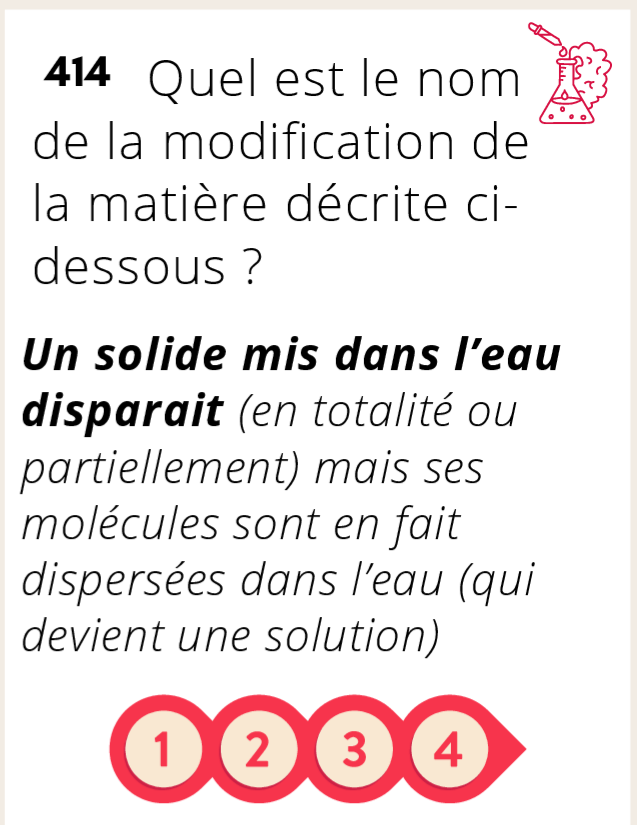 414 Quel est le nom
de la modification de
la matière décrite ci-
dessous ?
Un solide mis dans l’eau
disparait (en totalité ou
partiellement) mais ses
molécules sont en fait
dispersées dans l’eau (qui
devient une solution)
1 2 3 4